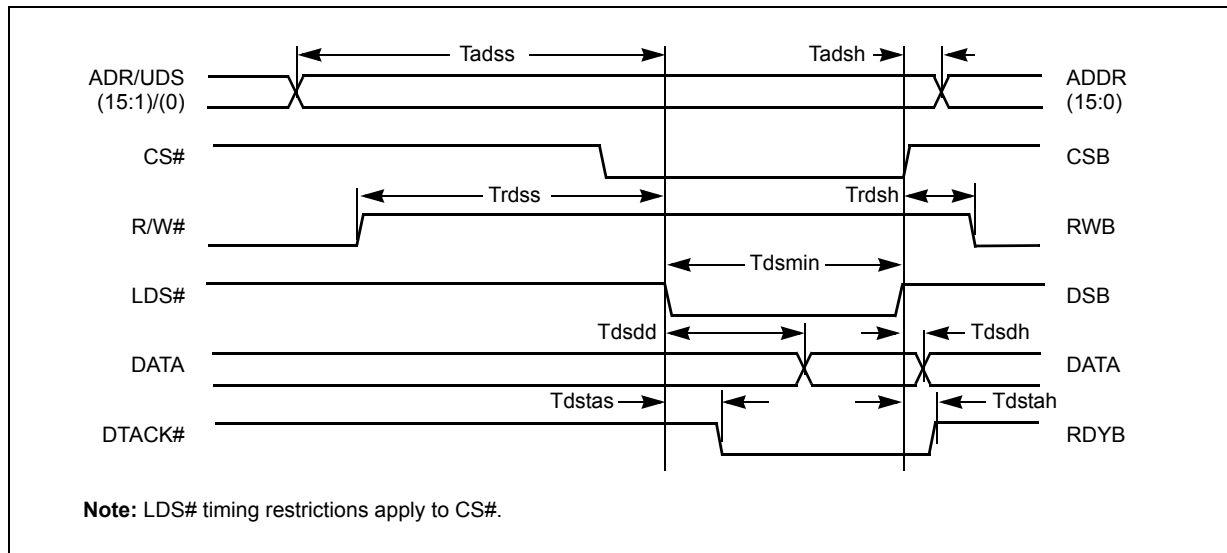 Tadss Tadsh
ADR/UDS ADDR
(15:1)/(0) (15:0)
CS# CSB
Trdss Trdsh
R/W# RWB
Tdsmin
LDS# DSB
Tdsdd Tdsdh
DATA DATA
Tdstas Tdstah
DTACK# RDYB
Note: LDS# timing restrictions apply to CS#.